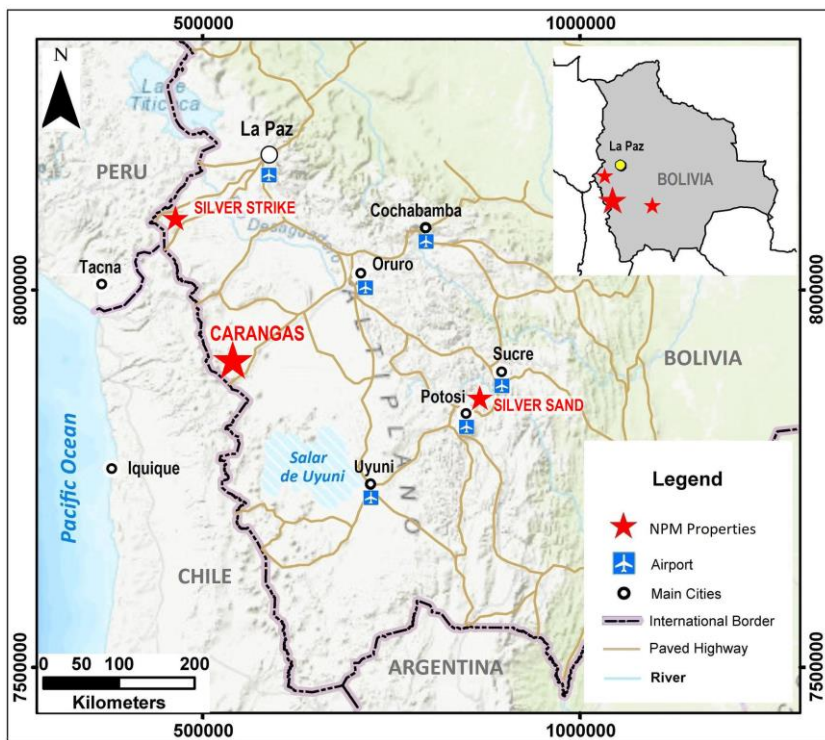 500000
1000000
N
Lake
Titicaca
La Paz
PERU
SILVER STRIKE
Desaguadero
Cochabamba
Tacna
Oruro
8000000
8000000
ALTIPLANO
CARANGAS
Sucre
BOLIVIA
Potosi
SILVER SAND
Pacific Ocean
Iquique
Salar
de Uyuni
Uyuni
CHILE
ARGENTINA
La Paz
BOLIVIA
Legend
NPM Properties
Airport
Main Cities
International Border
Paved Highway
River
0 50 100 200
Kilometers
7500000
7500000
500000
1000000